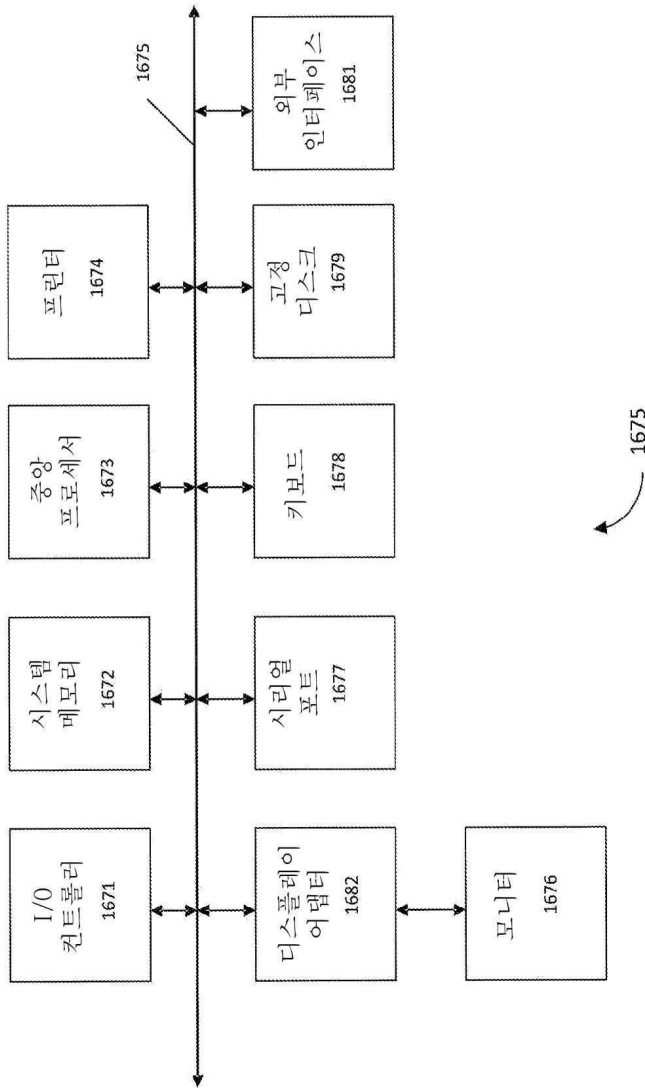 I/O
컨트롤러
1671
시스템
메모리
1672
중앙
프로세서
1673
프린터
1674
1675
디스플레이
어댑터
1682
시리얼
포트
1677
키보드
1678
고정
디스크
1679
외부
인터페이스
1681
모니터
1676
1675